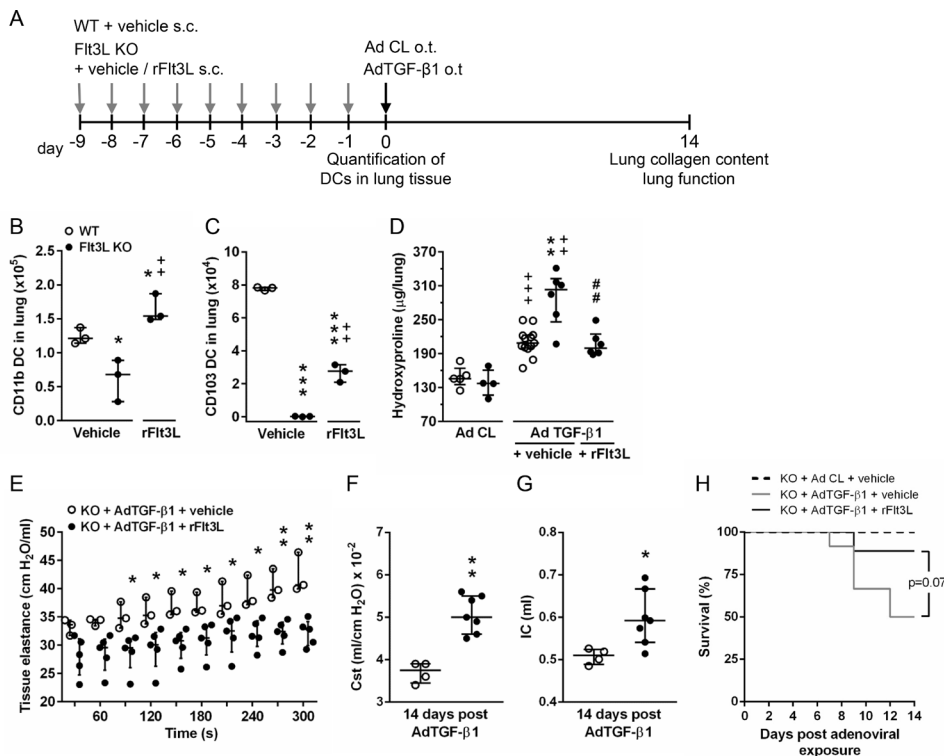 A
WT + vehicle s.c.
Flt3L KO
+ vehicle / rFlt3L s.c.
Ad CL o.t.
AdTGF-β1 o.t
day -9 -8 -7 -6 -5 -4 -3 -2 -1 0 14
Quantification of
DCs in lung tissue
Lung collagen content
lung function
B
WT
Flt3L KO
CD11b DC in lung (x10⁵)
2.5
2.0
1.5
1.0
0.5
0.0
*
* ++
Vehicle rFlt3L
C
CD103 DC in lung (x10⁴)
10
8
6
4
2
0
***
*** ++
Vehicle rFlt3L
D
Hydroxyproline (µg/lung)
370
310
250
190
130
70
+++
** ++
##
Ad CL Ad TGF-β1
+ vehicle + rFlt3L
E
KO + AdTGF-β1 + vehicle
KO + AdTGF-β1 + rFlt3L
Tissue elastance (cm H₂O/ml)
50
45
40
35
30
25
20
* * * * * * ** **
60 120 180 240 300
Time (s)
F
Cst (ml/cm H₂O) x 10⁻²
7
6
5
4
3
**
14 days post
AdTGF-β1
G
IC (ml)
0.8
0.7
0.6
0.5
0.4
*
14 days post
AdTGF-β1
H
KO + Ad CL + vehicle
KO + AdTGF-β1 + vehicle
KO + AdTGF-β1 + rFlt3L
Survival (%)
100
50
0
p=0.07
0 2 4 6 8 10 12 14
Days post adenoviral
exposure